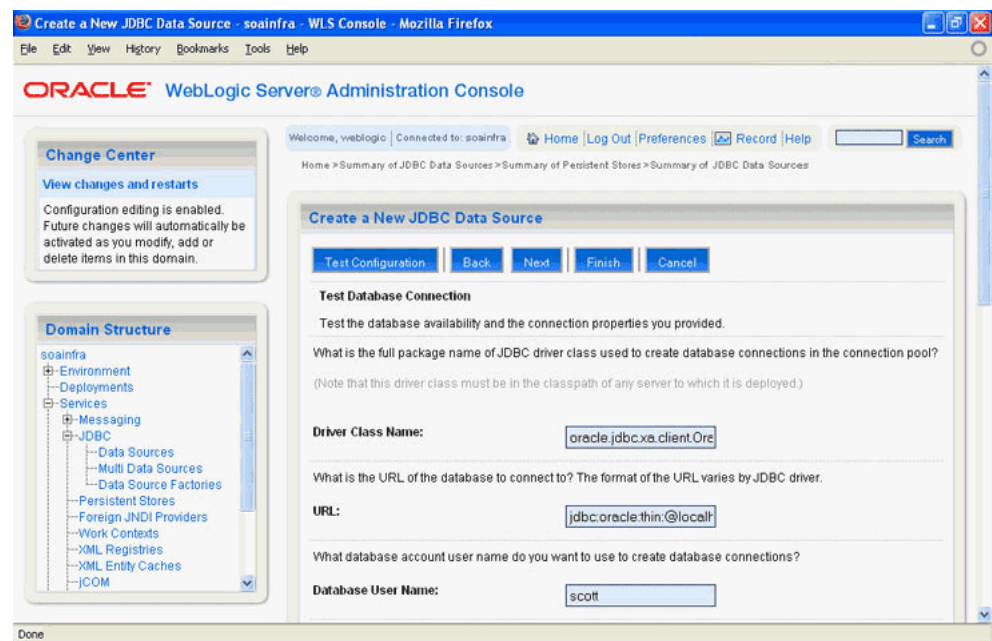 Create a New JDBC Data Source - soainfra - WLS Console - Mozilla Firefox
File Edit View History Bookmarks Tools Help
ORACLE® WebLogic Server® Administration Console
Change Center
View changes and restarts
Configuration editing is enabled.
Future changes will automatically be
activated as you modify, add or
delete items in this domain.
Domain Structure
soainfra
Environment
Deployments
Services
Messaging
JDBC
Data Sources
Multi Data Sources
Data Source Factories
Persistent Stores
Foreign JNDI Providers
Work Contexts
XML Registries
XML Entity Caches
jCOM
Welcome, weblogic Connected to: soainfra Home Log Out Preferences Record Help Search
Home >Summary of JDBC Data Sources >Summary of Persistent Stores >Summary of JDBC Data Sources
Create a New JDBC Data Source
Test Configuration Back Next Finish Cancel
Test Database Connection
Test the database availability and the connection properties you provided.
What is the full package name of JDBC driver class used to create database connections in the connection pool?
(Note that this driver class must be in the classpath of any server to which it is deployed.)
Driver Class Name: oracle.jdbc.xa.client.Ora
What is the URL of the database to connect to? The format of the URL varies by JDBC driver.
URL: jdbc:oracle:thin:@localh
What database account user name do you want to use to create database connections?
Database User Name: scott
Done